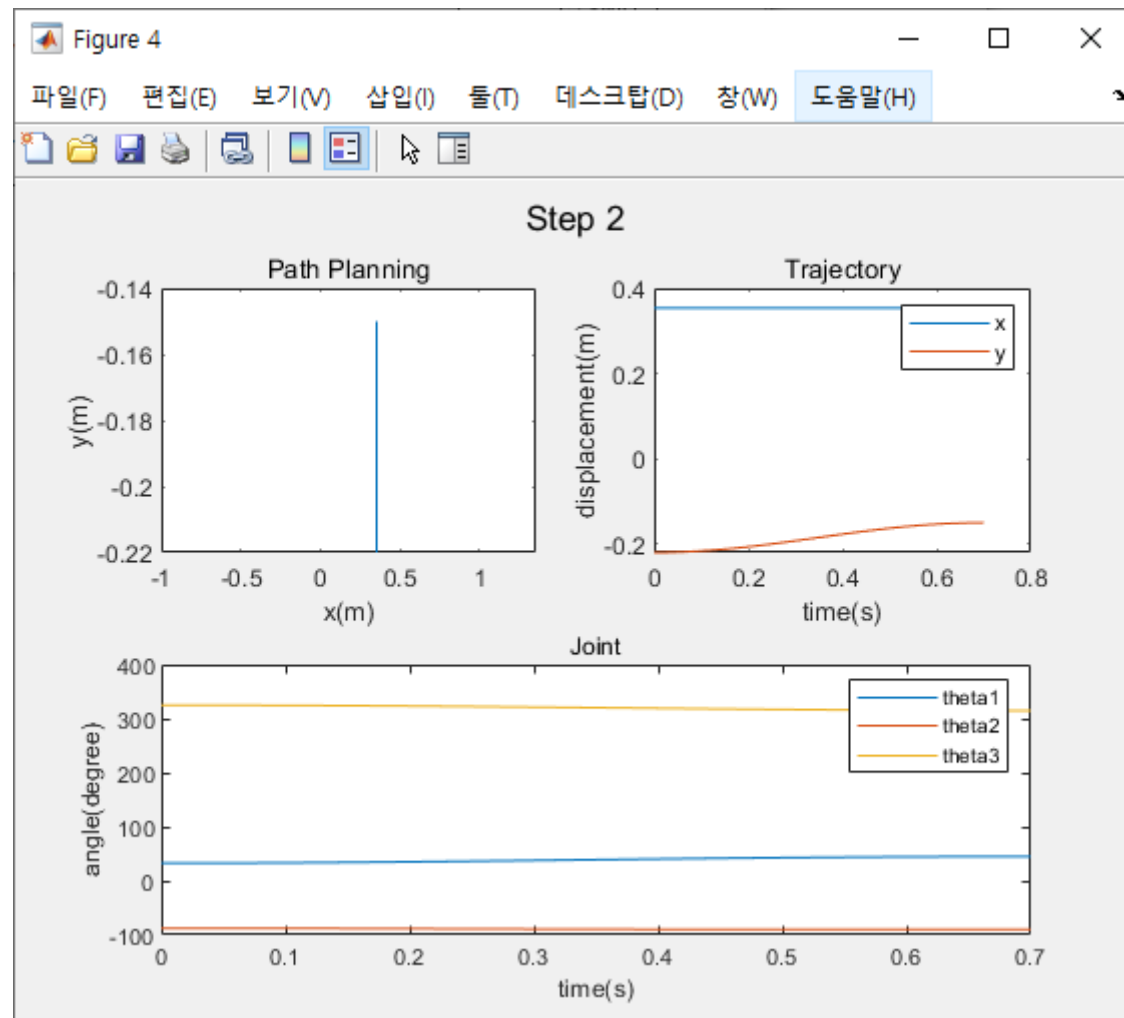 Figure 4
파일(F) 편집(E) 보기(V) 삽입(I) 툴(T) 데스크탑(D) 창(W) 도움말(H)
Step 2
Path Planning
-0.14
-0.16
-0.18
-0.2
-0.22
y(m)
-1 -0.5 0 0.5 1
x(m)
Trajectory
0.4
0.2
0
-0.2
displacement(m)
x
y
0 0.2 0.4 0.6 0.8
time(s)
Joint
400
300
200
100
0
-100
angle(degree)
theta1
theta2
theta3
0 0.1 0.2 0.3 0.4 0.5 0.6 0.7
time(s)